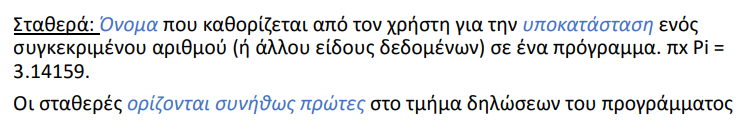 Σταθερά: Όνομα που καθορίζεται από τον χρήστη για την υποκατάσταση ενός
συγκεκριμένου αριθμού (ή άλλου είδους δεδομένων) σε ένα πρόγραμμα. πx Pi =
3.14159.
Οι σταθερές ορίζονται συνήθως πρώτες στο τμήμα δηλώσεων του προγράμματος